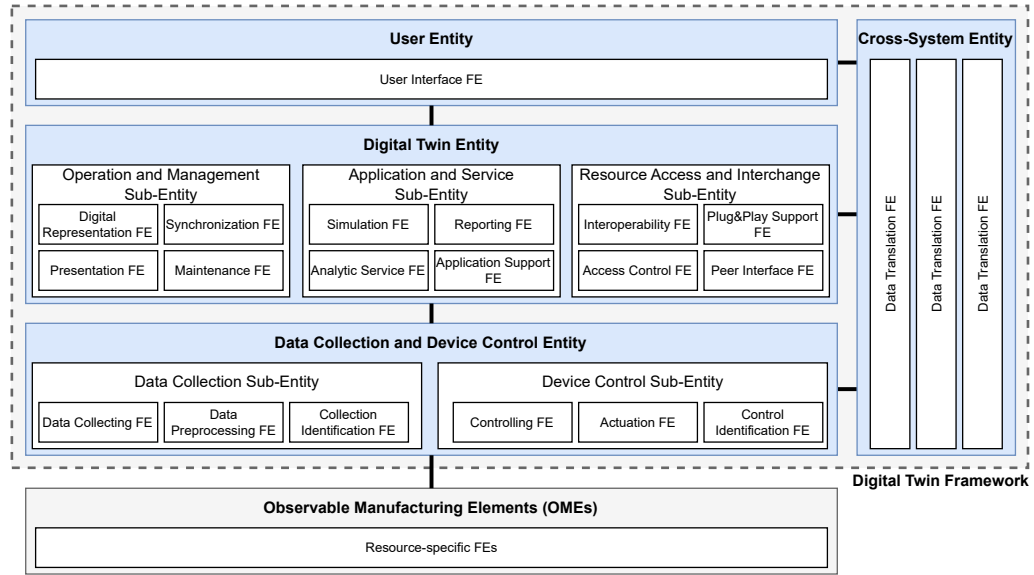 User Entity
User Interface FE
Cross-System Entity
Data Translation FE
Data Translation FE
Data Translation FE
Digital Twin Entity
Operation and Management
Sub-Entity
Digital
Representation FE
Synchronization FE
Presentation FE
Maintenance FE
Application and Service
Sub-Entity
Simulation FE
Reporting FE
Analytic Service FE
Application Support
FE
Resource Access and Interchange
Sub-Entity
Interoperability FE
Plug&Play Support
FE
Access Control FE
Peer Interface FE
Data Collection and Device Control Entity
Data Collection Sub-Entity
Data Collecting FE
Data
Preprocessing FE
Collection
Identification FE
Device Control Sub-Entity
Controlling FE
Actuation FE
Control
Identification FE
Digital Twin Framework
Observable Manufacturing Elements (OMEs)
Resource-specific FEs